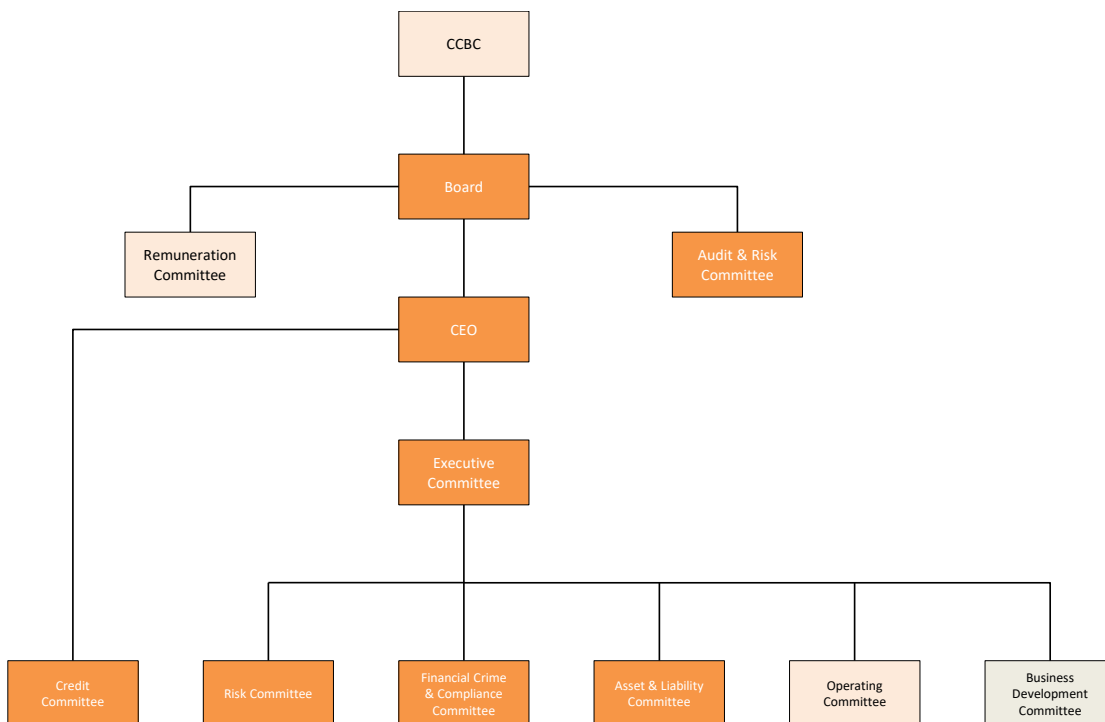 CCBC
Board
Remuneration
Committee
Audit & Risk
Committee
CEO
Executive
Committee
Credit
Committee
Risk Committee
Financial Crime
& Compliance
Committee
Asset & Liability
Committee
Operating
Committee
Business
Development
Committee